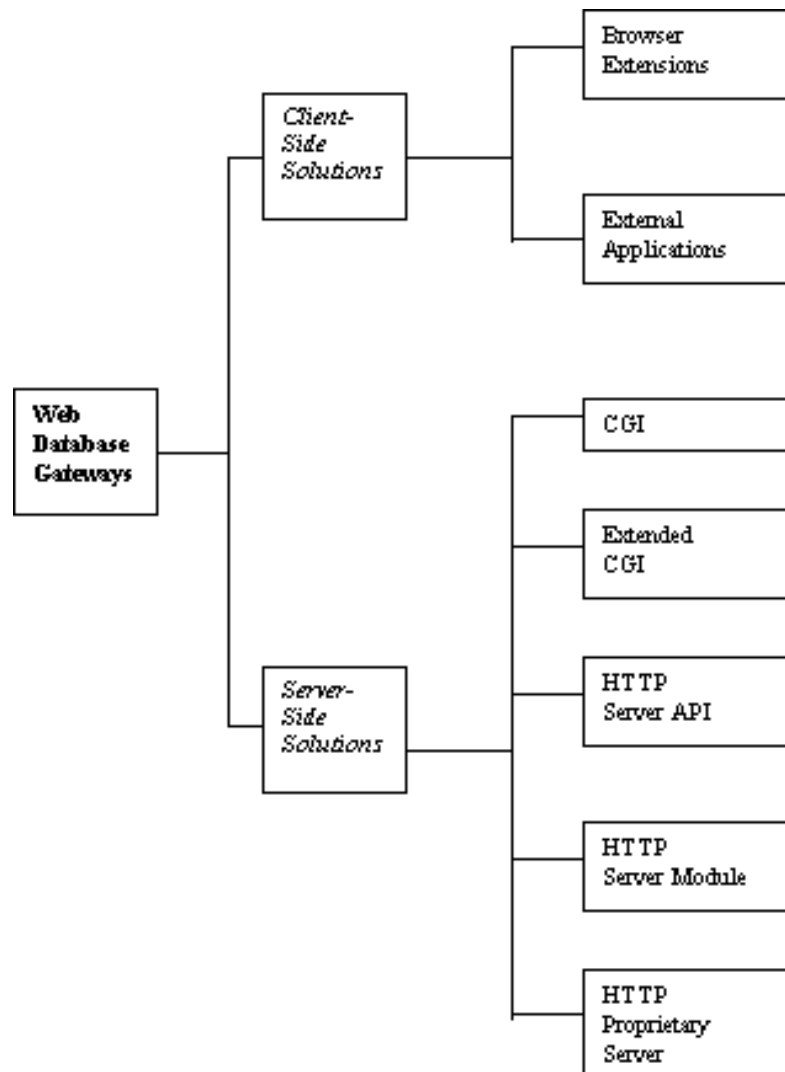 Browser
Extensions
Client-
Side
Solutions
External
Applications
Web
Database
Gateways
CGI
Extended
CGI
Server-
Side
Solutions
HTTP
Server API
HTTP
Server Module
HTTP
Proprietary
Server